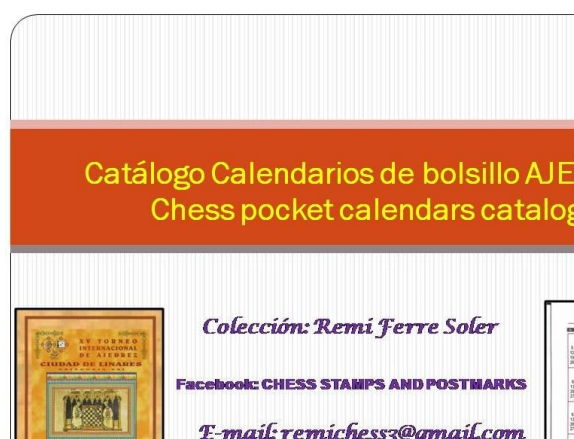 Catálogo Calendarios de bolsillo AJE
Chess pocket calendars catalog
Colección: Remi Ferre Soler
XV TORNEO
INTERNACIONAL
DE AJEDREZ
CIUDAD DE LINARES
Facebook: CHESS STAMPS AND POSTMARKS
E-mail: remichess3@gmail.com